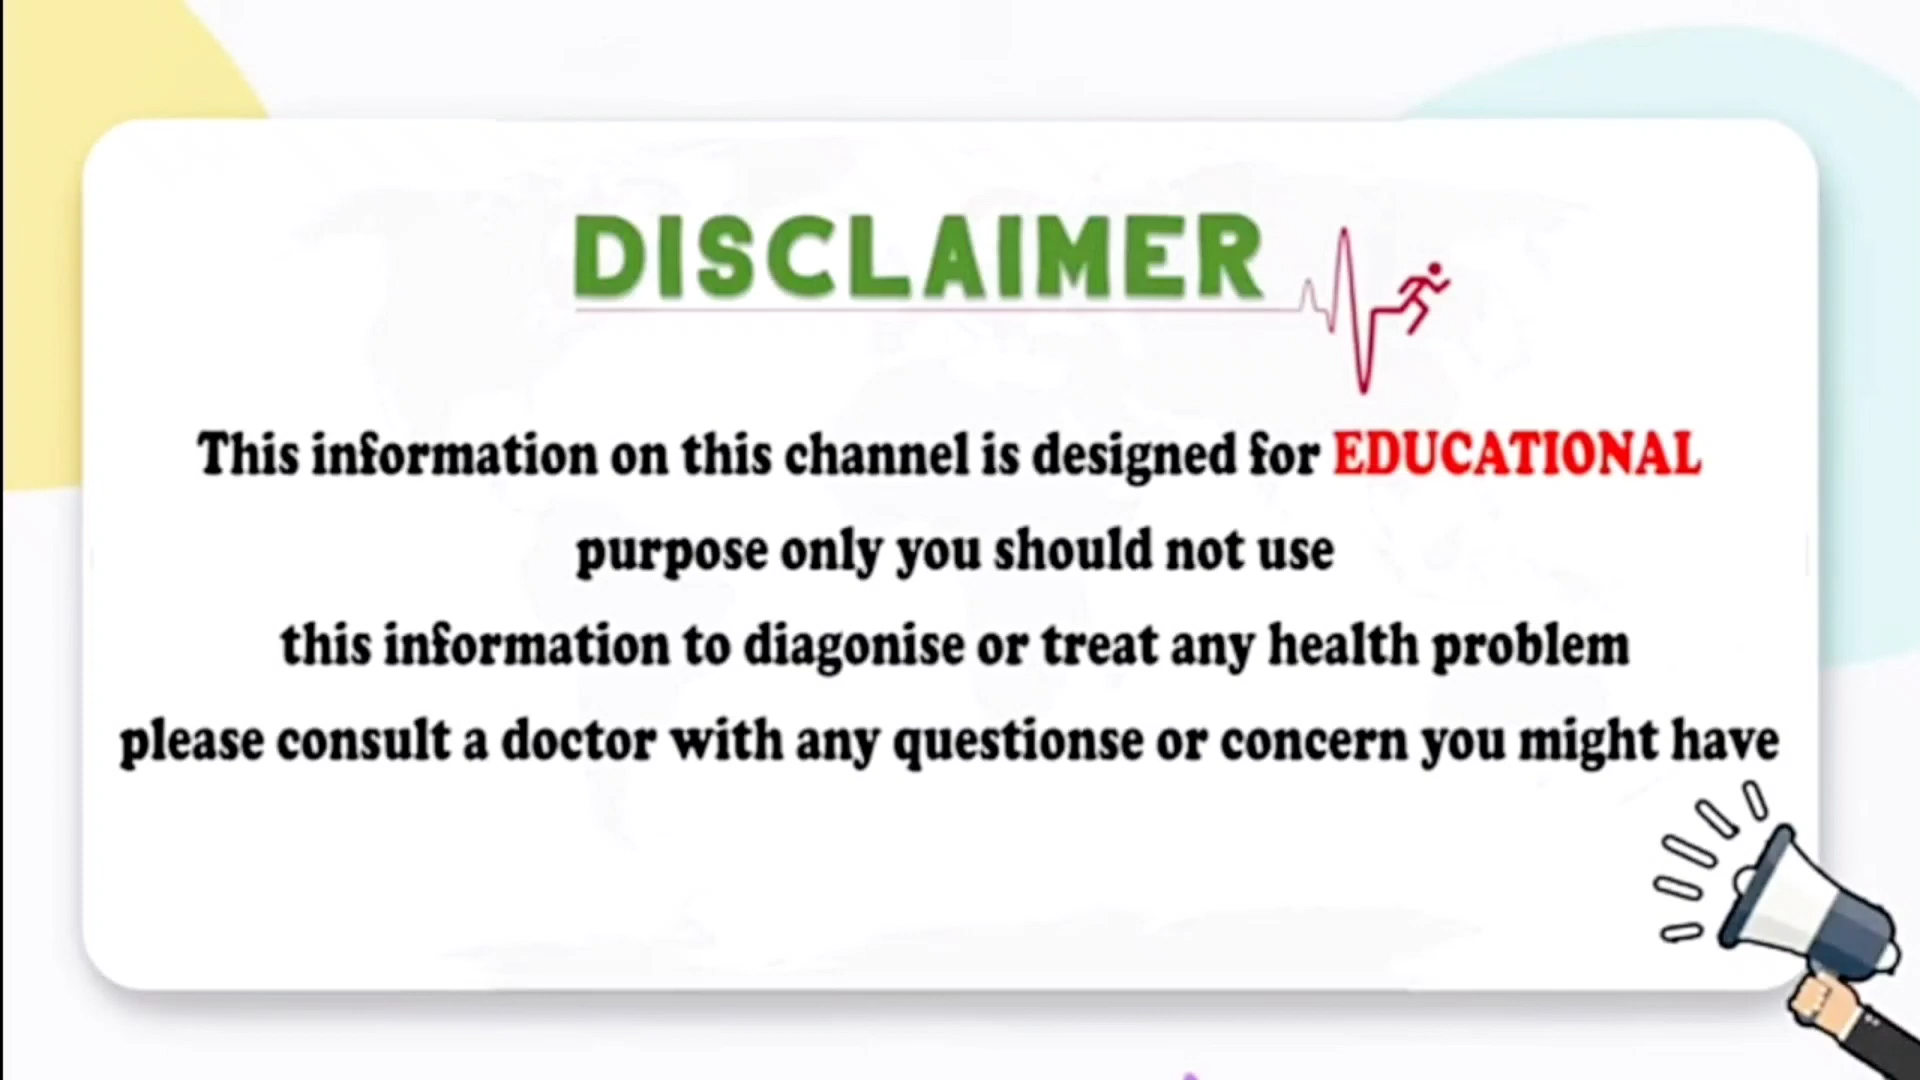 DISCLAIMER
This information on this channel is designed for EDUCATIONAL
purpose only you should not use
this information to diagonise or treat any health problem
please consult a doctor with any questionse or concern you might have